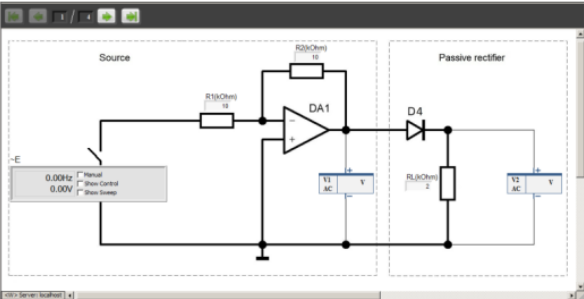 1 / 4
Source
Passive rectifier
R2(kOhm)
10
R1(kOhm)
10
DA1
D4
~E
0.00Hz
0.00V
Manual
Show Control
Show Sweep
V1
AC
V
RL(kOhm)
2
V2
AC
V
Server: localhost